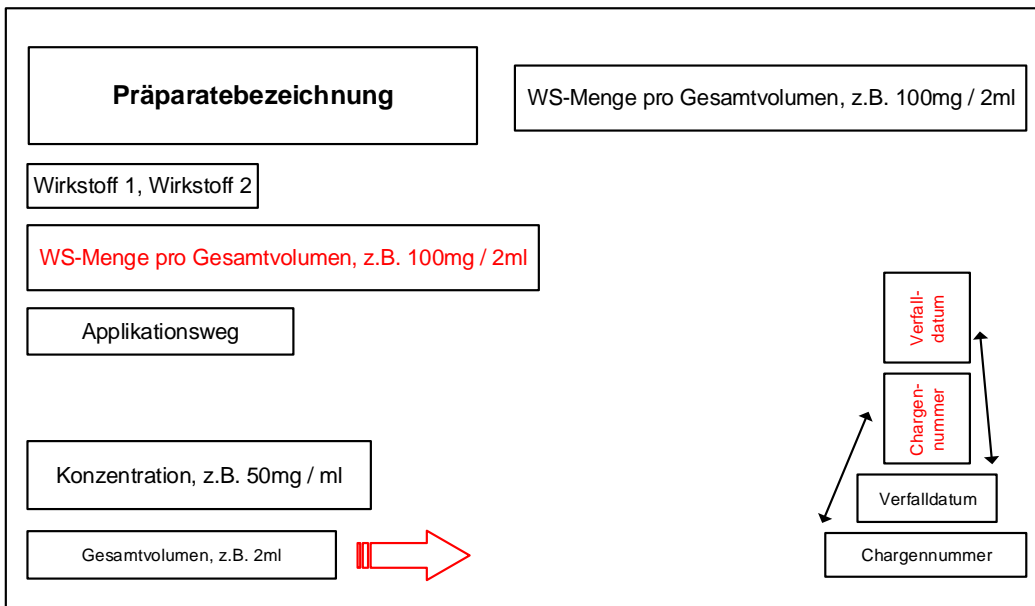 Präparatebezeichnung
WS-Menge pro Gesamtvolumen, z.B. 100mg / 2ml
Wirkstoff 1, Wirkstoff 2
WS-Menge pro Gesamtvolumen, z.B. 100mg / 2ml
Applikationsweg
Verfall-
datum
Chargen-
nummer
Konzentration, z.B. 50mg / ml
Verfalldatum
Gesamtvolumen, z.B. 2ml
Chargennummer